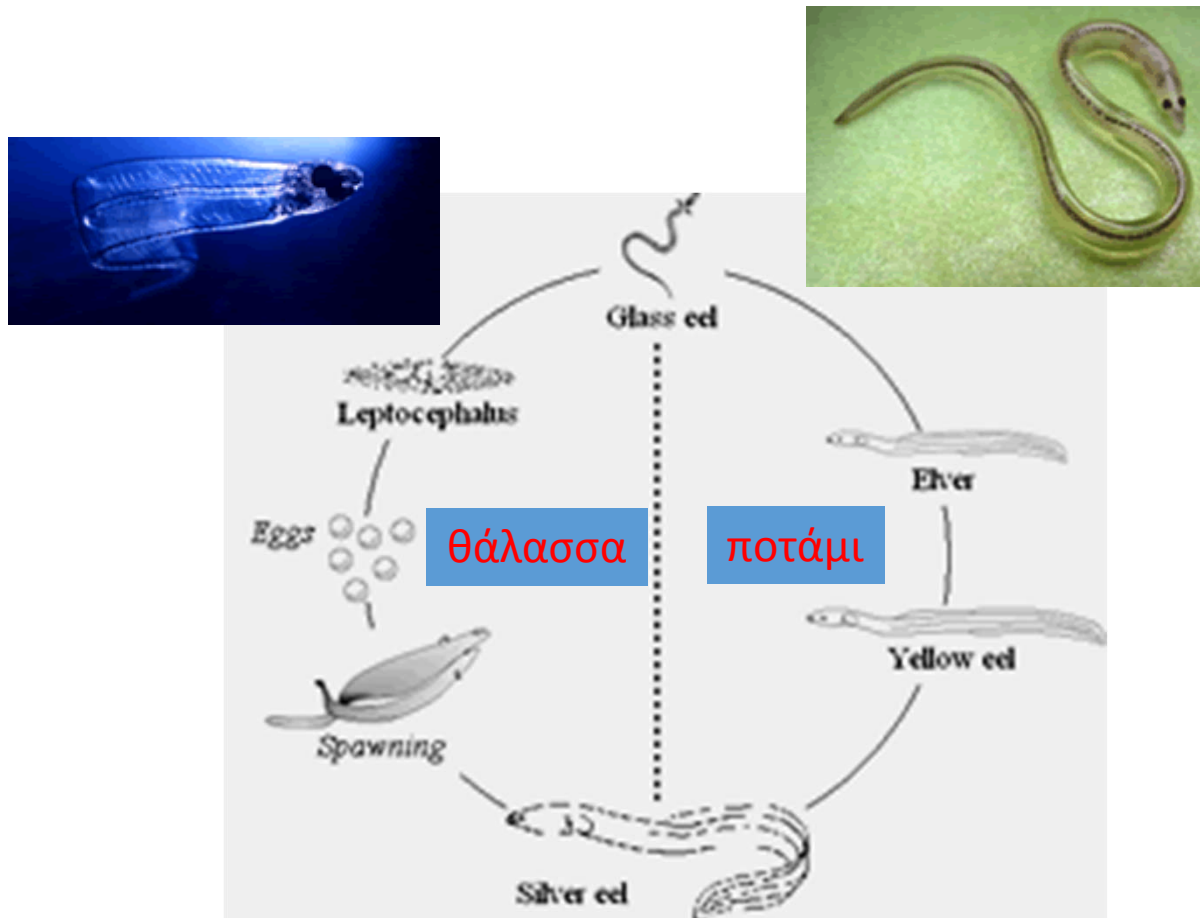 Glass eel
Leptocephalus
Elver
Eggs
θάλασσα
ποτάμι
Yellow eel
Spawning
Silver eel